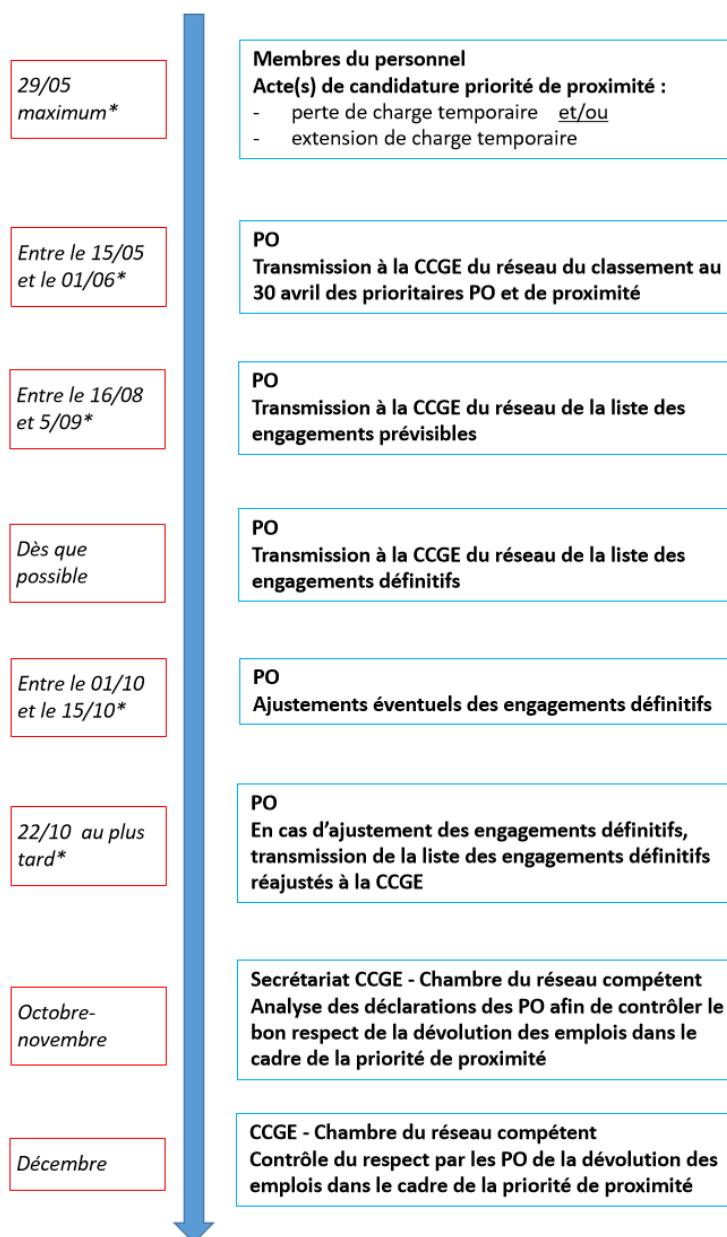 29/05
maximum*
Membres du personnel
Acte(s) de candidature priorité de proximité :
- perte de charge temporaire et/ou
- extension de charge temporaire
Entre le 15/05
et le 01/06*
PO
Transmission à la CCGE du réseau du classement au
30 avril des prioritaires PO et de proximité
Entre le 16/08
et 5/09*
PO
Transmission à la CCGE du réseau de la liste des
engagements prévisibles
Dès que
possible
PO
Transmission à la CCGE du réseau de la liste des
engagements définitifs
Entre le 01/10
et le 15/10*
PO
Ajustements éventuels des engagements définitifs
22/10 au plus
tard*
PO
En cas d’ajustement des engagements définitifs,
transmission de la liste des engagements définitifs
réajustés à la CCGE
Octobre-
novembre
Secrétariat CCGE - Chambre du réseau compétent
Analyse des déclarations des PO afin de contrôler le
bon respect de la dévolution des emplois dans le
cadre de la priorité de proximité
Décembre
CCGE - Chambre du réseau compétent
Contrôle du respect par les PO de la dévolution des
emplois dans le cadre de la priorité de proximité